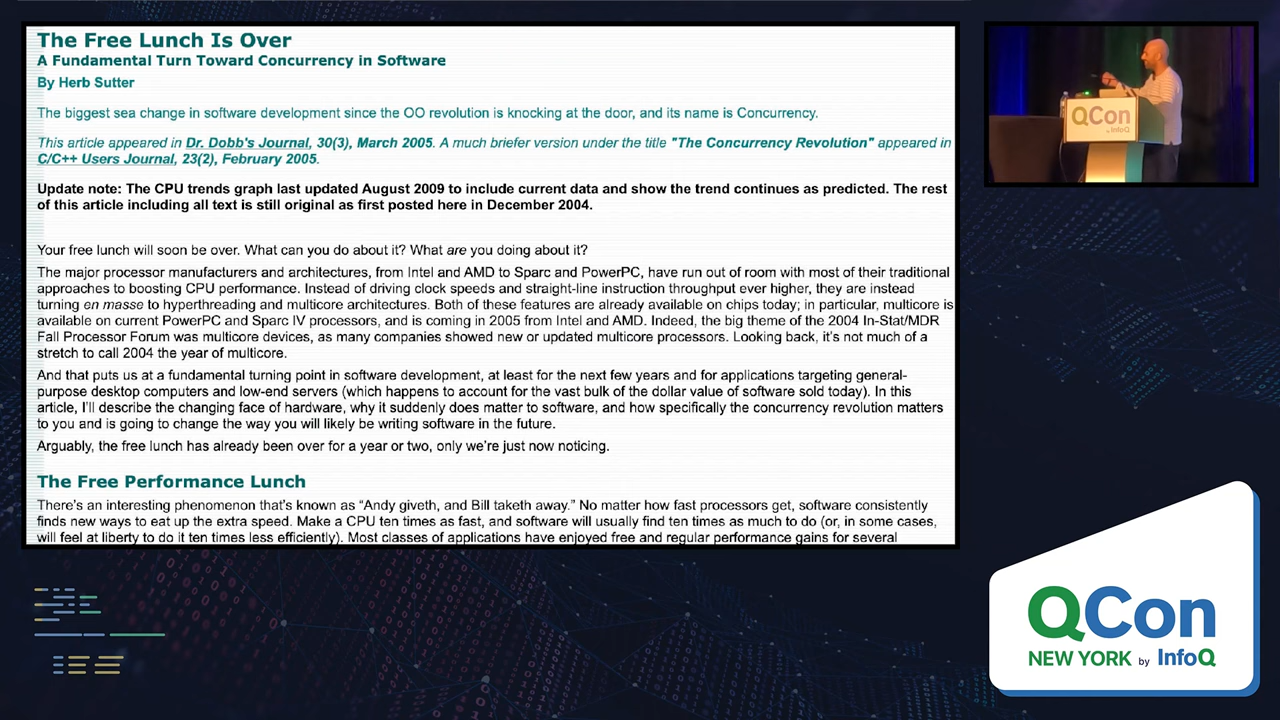 The Free Lunch Is Over
A Fundamental Turn Toward Concurrency in Software
By Herb Sutter
The biggest sea change in software development since the OO revolution is knocking at the door, and its name is Concurrency.
This article appeared in Dr. Dobb's Journal, 30(3), March 2005. A much briefer version under the title "The Concurrency Revolution" appeared in
C/C++ Users Journal, 23(2), February 2005.
Update note: The CPU trends graph last updated August 2009 to include current data and show the trend continues as predicted. The rest
of this article including all text is still original as first posted here in December 2004.
Your free lunch will soon be over. What can you do about it? What are you doing about it?
The major processor manufacturers and architectures, from Intel and AMD to Sparc and PowerPC, have run out of room with most of their traditional
approaches to boosting CPU performance. Instead of driving clock speeds and straight-line instruction throughput ever higher, they are instead
turning en masse to hyperthreading and multicore architectures. Both of these features are already available on chips today; in particular, multicore is
available on current PowerPC and Sparc IV processors, and is coming in 2005 from Intel and AMD. Indeed, the big theme of the 2004 In-Stat/MDR
Fall Processor Forum was multicore devices, as many companies showed new or updated multicore processors. Looking back, it's not much of a
stretch to call 2004 the year of multicore.
And that puts us at a fundamental turning point in software development, at least for the next few years and for applications targeting general-
purpose desktop computers and low-end servers (which happens to account for the vast bulk of the dollar value of software sold today). In this
article, I'll describe the changing face of hardware, why it suddenly does matter to software, and how specifically the concurrency revolution matters
to you and is going to change the way you will likely be writing software in the future.
Arguably, the free lunch has already been over for a year or two, only we're just now noticing.
The Free Performance Lunch
There's an interesting phenomenon that's known as “Andy giveth, and Bill taketh away.” No matter how fast processors get, software consistently
finds new ways to eat up the extra speed. Make a CPU ten times as fast, and software will usually find ten times as much to do (or, in some cases,
will feel at liberty to do it ten times less efficiently). Most classes of applications have enjoyed free and regular performance gains for several
QCon
by InfoQ
QCon
NEW YORK by InfoQ